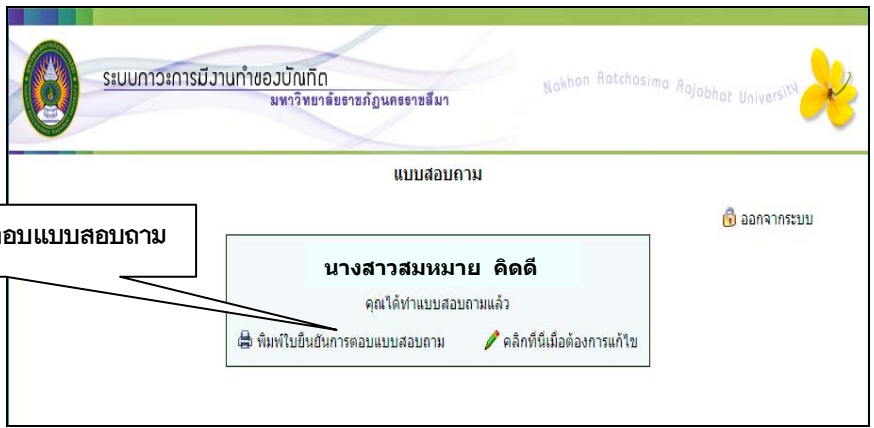 ระบบภาวะการมีงานทำของบัณฑิต
มหาวิทยาลัยราชภัฏนครราชสีมา
Nakhon Ratchasima Rajabhat University
แบบสอบถาม
ออกจากระบบ
อบแบบสอบถาม
นางสาวสมหมาย คิดดี
คุณได้ทำแบบสอบถามแล้ว
พิมพ์ใบยืนยันการตอบแบบสอบถาม
คลิกที่นี่เมื่อต้องการแก้ไข